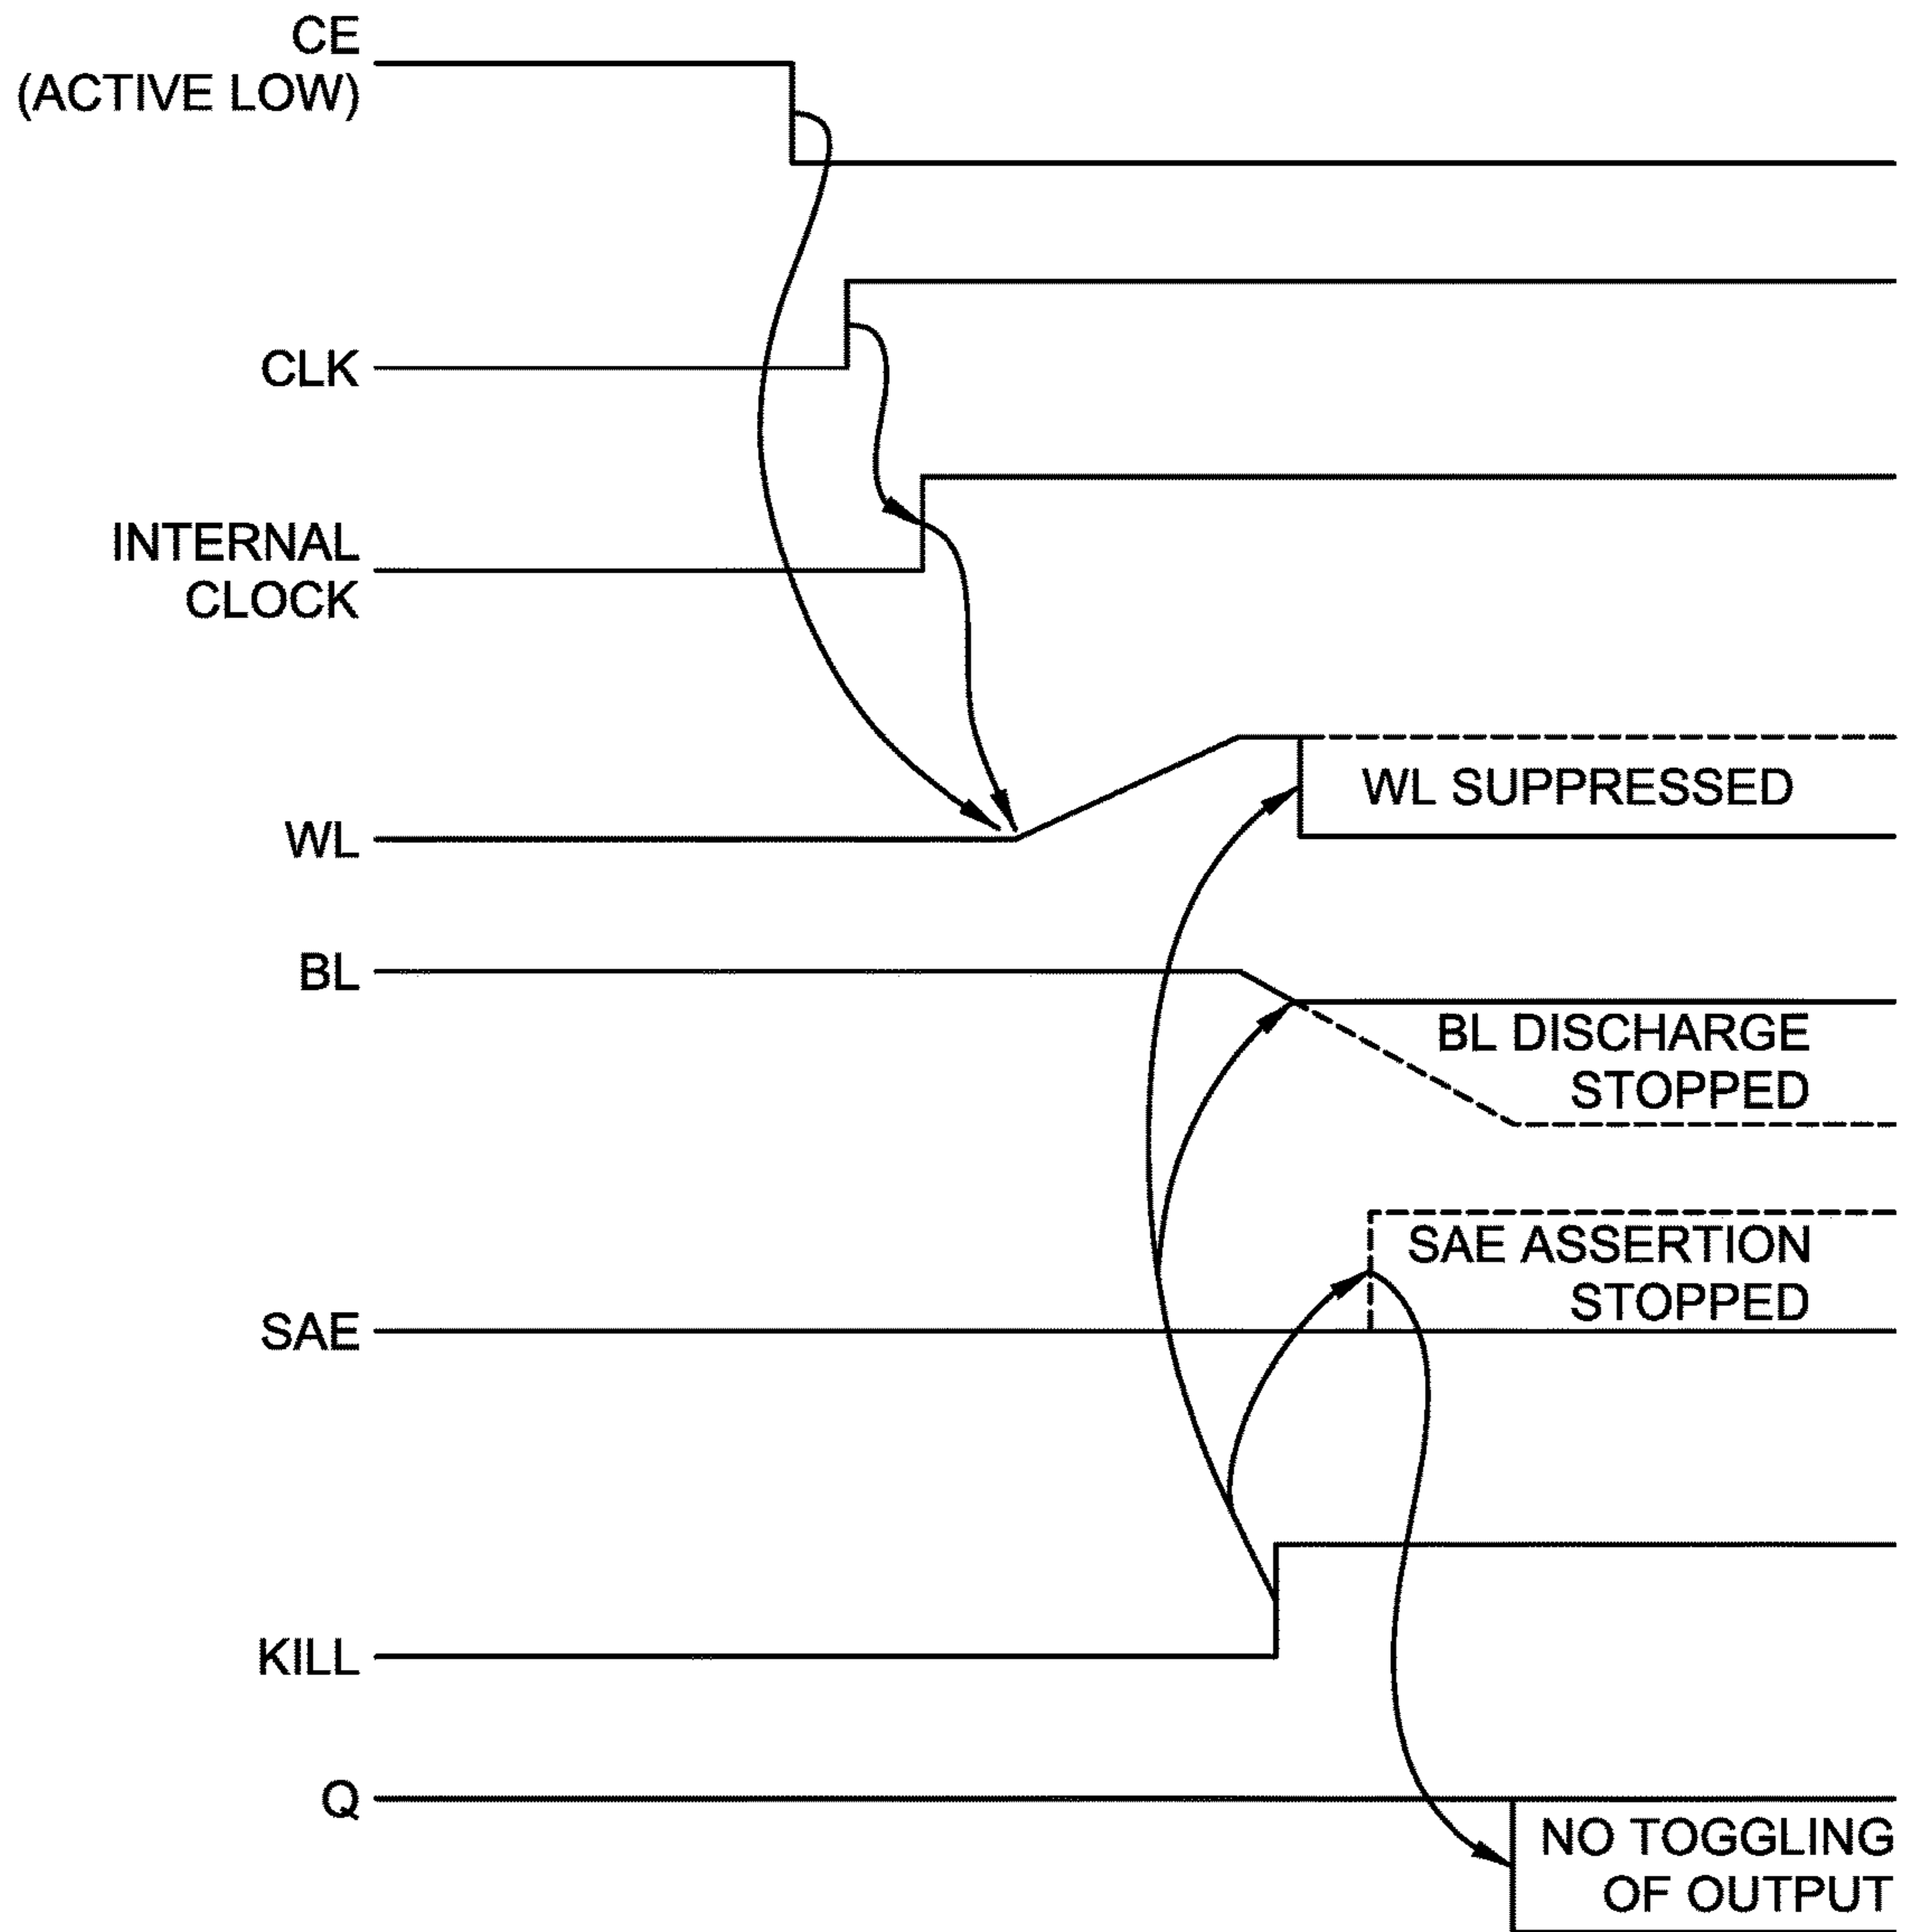 CE
(ACTIVE LOW)
CLK
INTERNAL
CLOCK
WL
WL SUPPRESSED
BL
BL DISCHARGE
STOPPED
SAE ASSERTION
STOPPED
SAE
KILL
Q
NO TOGGLING
OF OUTPUT